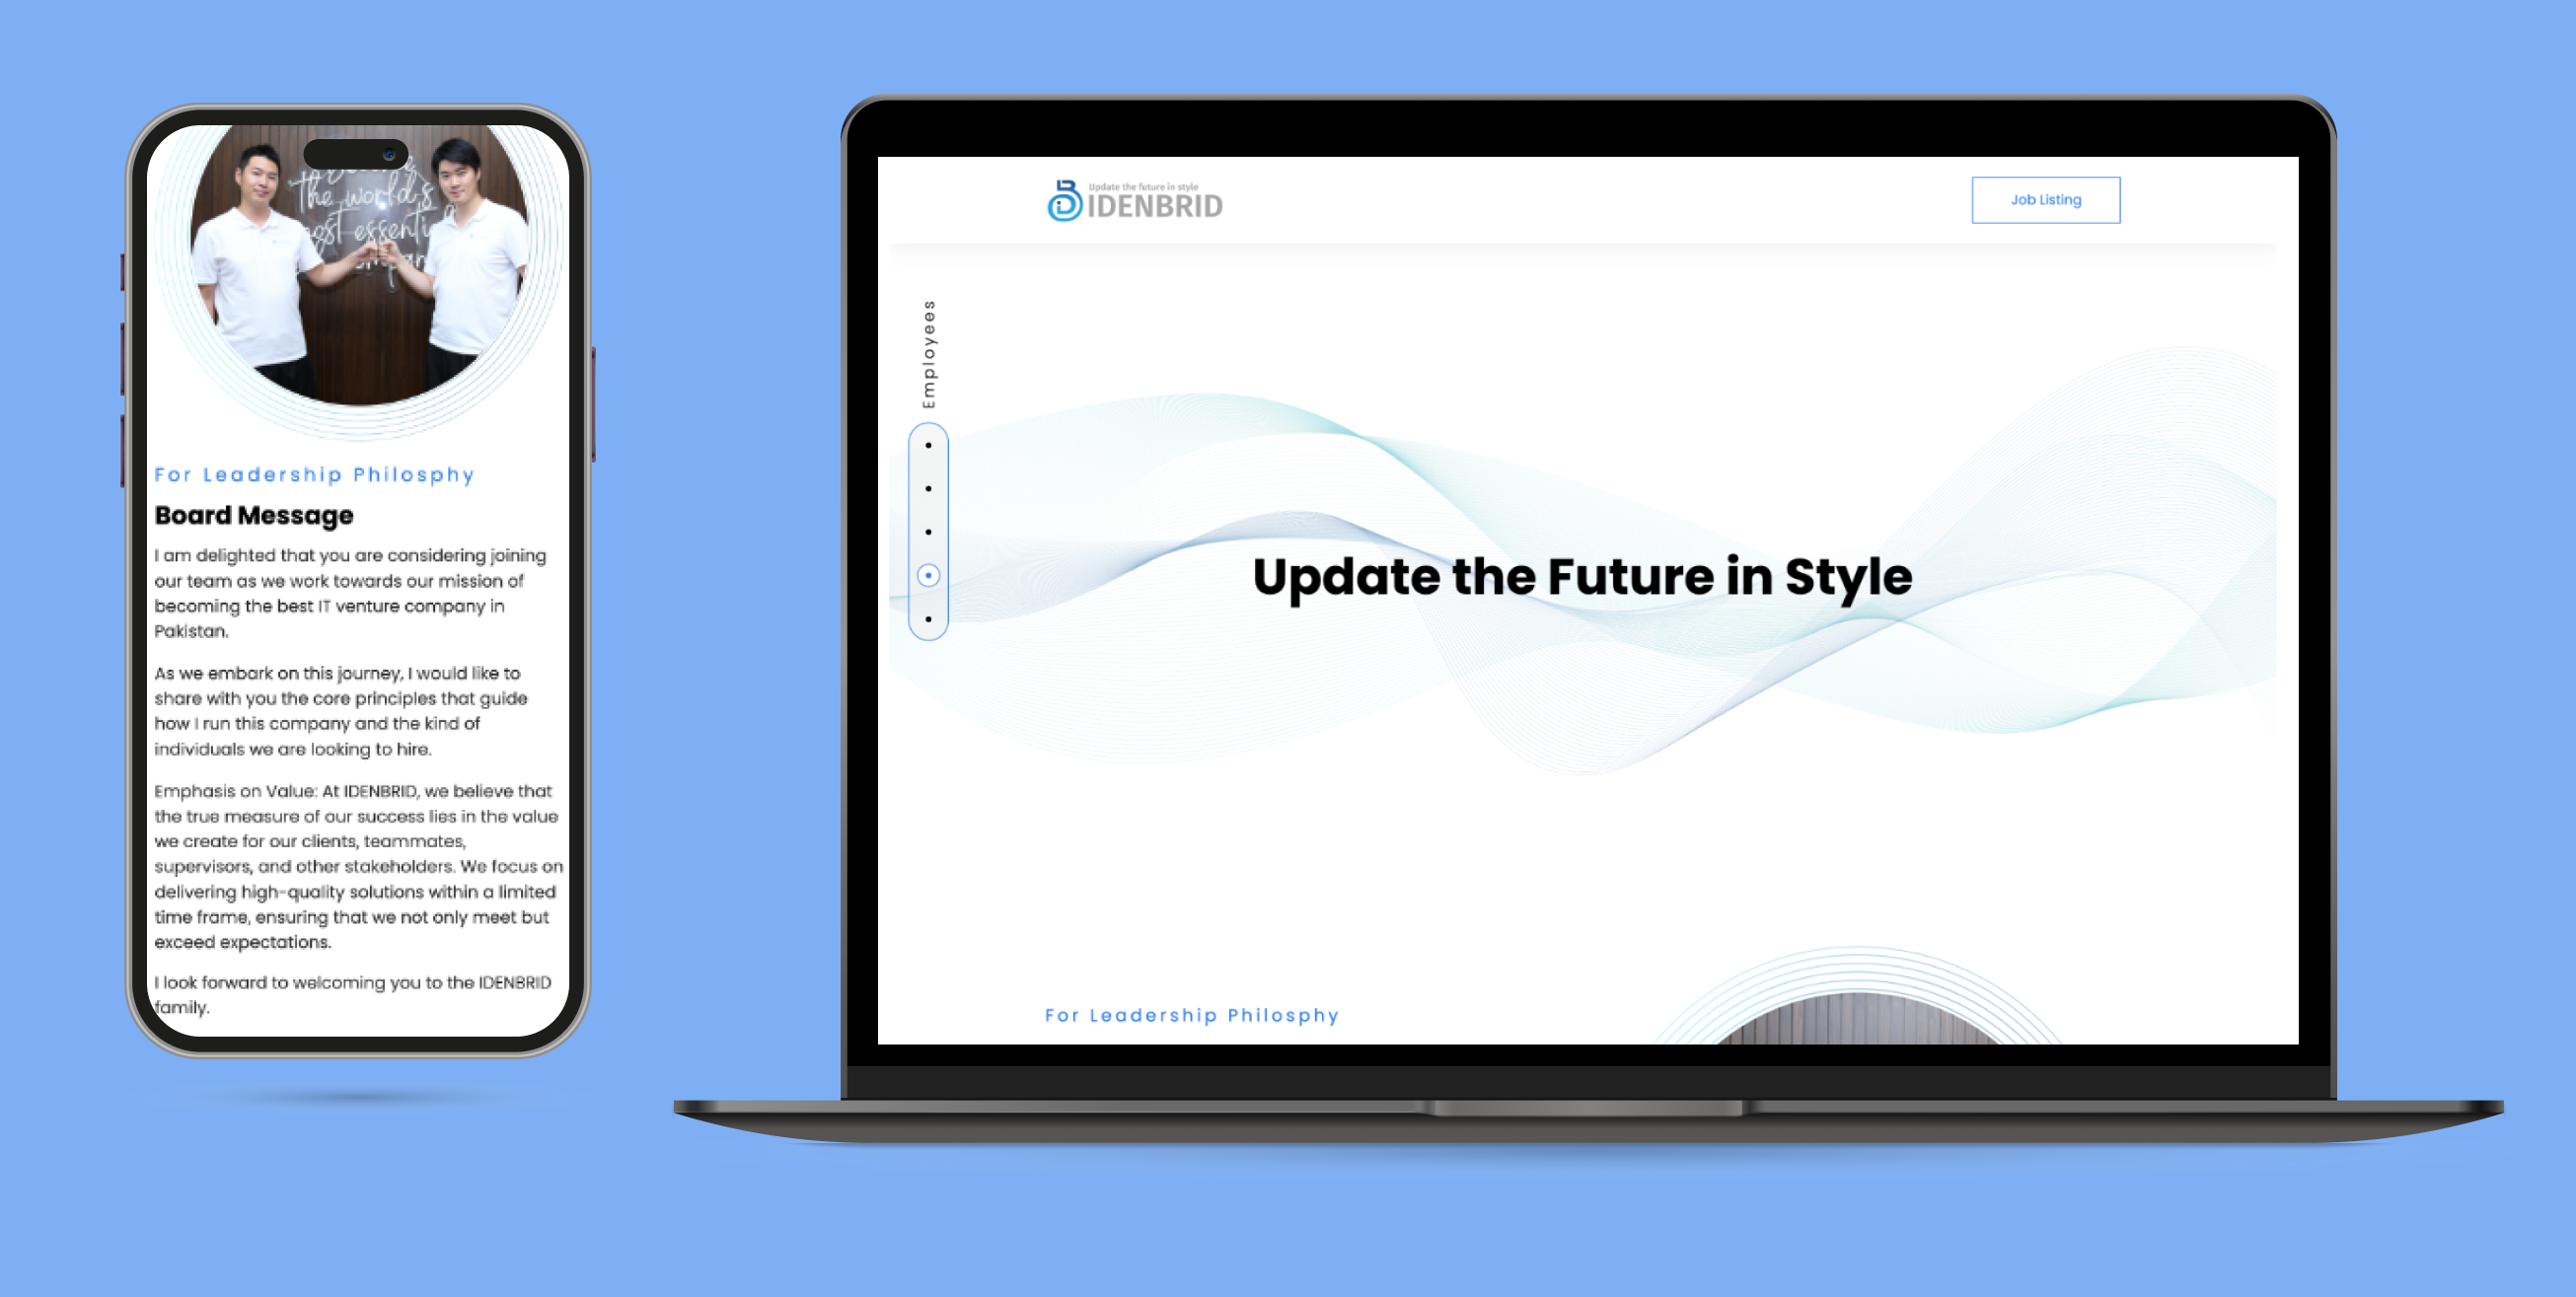 the world's
For Leadership Philosphy
Board Message
I am delighted that you are considering joining
our team as we work towards our mission of
becoming the best IT venture company in
Pakistan.
As we embark on this journey, I would like to
share with you the core principles that guide
how I run this company and the kind of
individuals we are looking to hire.
Emphasis on Value: At IDENBRID, we believe that
the true measure of our success lies in the value
we create for our clients, teammates,
supervisors, and other stakeholders. We focus on
delivering high-quality solutions within a limited
time frame, ensuring that we not only meet but
exceed expectations.
I look forward to welcoming you to the IDENBRID
family.
Update the future in style
IDENBRID
Job Listing
Employees
Update the Future in Style
For Leadership Philosphy